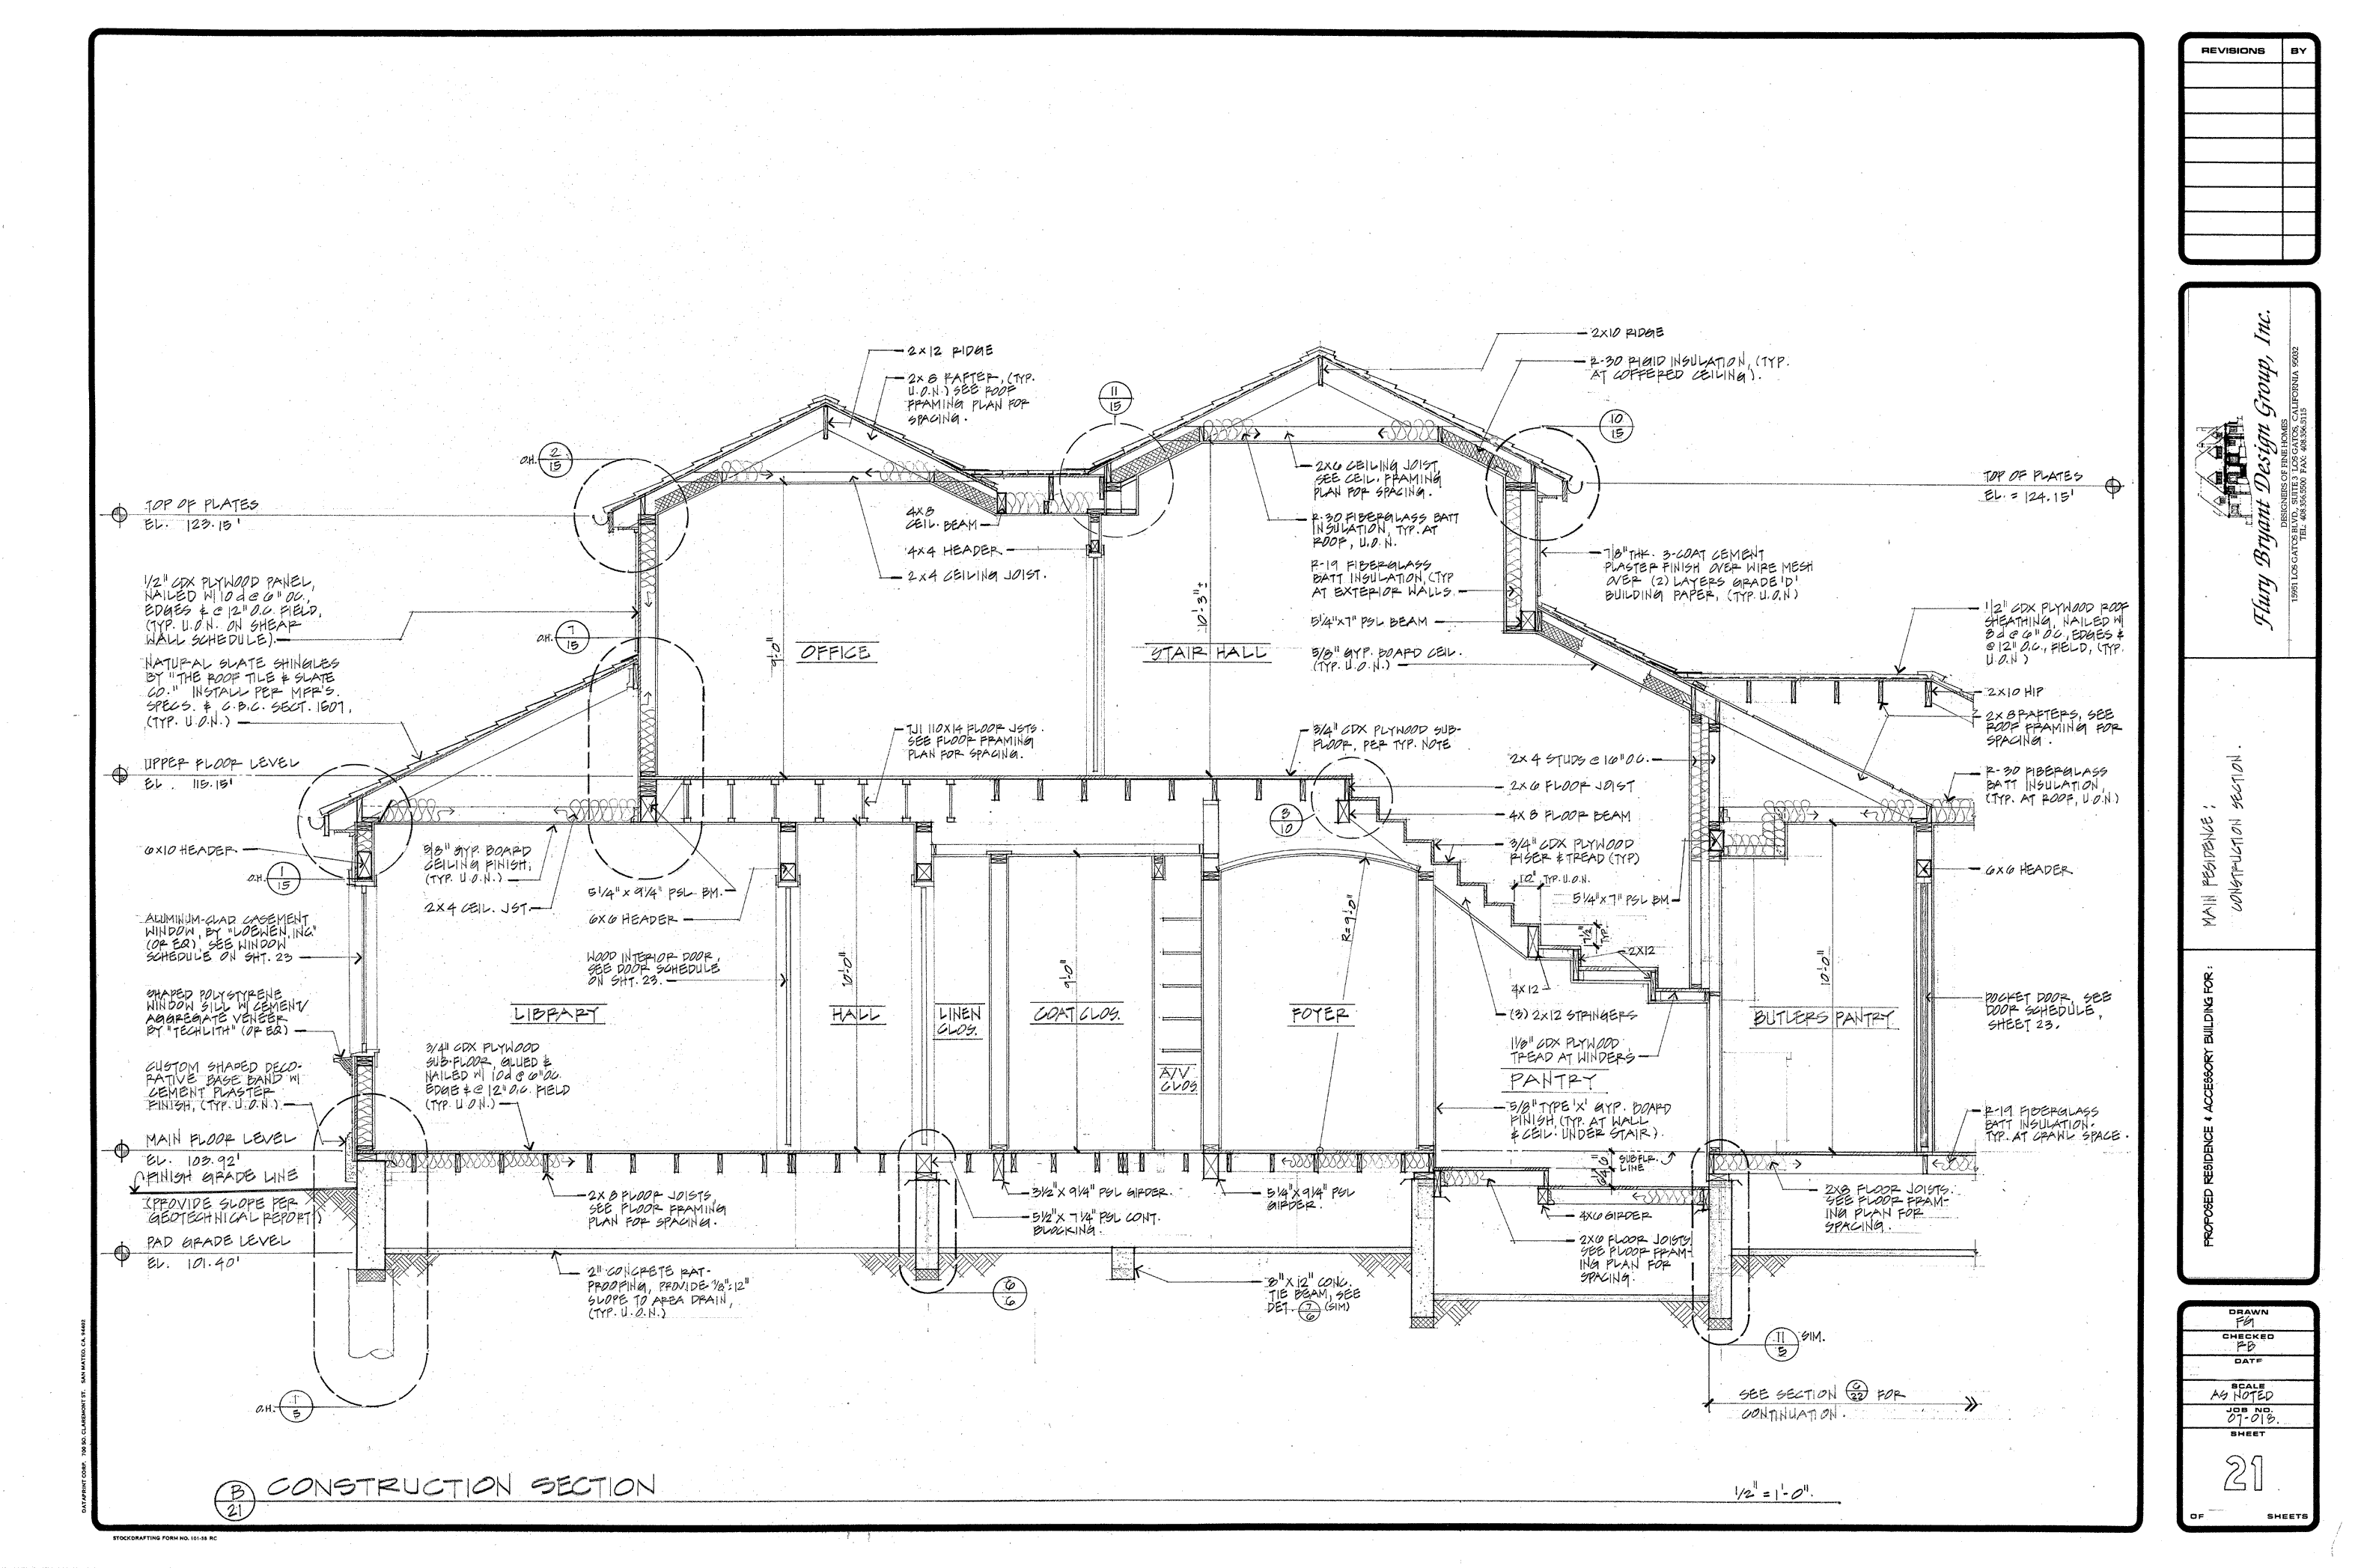 REVISIONS BY
2X10 RIDGE
R-30 RIGID INSULATION, (TYP.
AT COFFERED CEILING).
2X12 RIDGE
2X8 RAFTER, (TYP.
U.O.N.) SEE ROOF
FRAMING PLAN FOR
SPACING.
11
15
10
15
O.H. 2
15
TOP OF PLATES
EL. 123.15'
TOP OF PLATES
EL. = 124.15'
2X6 CEILING JOIST,
SEE CEIL. FRAMING
PLAN FOR SPACING.
4X8
CEIL. BEAM
4X4 HEADER
2X4 CEILING JOIST.
R-30 FIBERGLASS BATT
INSULATION, TYP. AT
ROOF, U.O.N.
R-19 FIBERGLASS
BATT INSULATION, (TYP
AT EXTERIOR WALLS.
5 1/4"X7" PSL BEAM
5/8" GYP. BOARD CEIL.
(TYP. U.O.N.)
7/8" THK. 3-COAT CEMENT
PLASTER FINISH OVER WIRE MESH
OVER (2) LAYERS GRADE 'D'
BUILDING PAPER, (TYP. U.O.N)
1/2" CDX PLYWOOD PANEL,
NAILED W/ 10d @ 6" O.C.,
EDGES & @ 12" O.C. FIELD,
(TYP. U.O.N. ON SHEAR
WALL SCHEDULE).
O.H. 7
15
NATURAL SLATE SHINGLES
BY "THE ROOF TILE & SLATE
CO." INSTALL PER MFR'S.
SPECS. & C.B.C. SECT. 1507,
(TYP. U.O.N.)
1/2" CDX PLYWOOD ROOF
SHEATHING, NAILED W/
8d @ 6" O.C., EDGES &
@ 12" O.C., FIELD, (TYP.
U.O.N)
2X10 HIP
2X8 RAFTERS, SEE
ROOF FRAMING FOR
SPACING.
9'-0"
OFFICE
10'-3"±
STAIR HALL
TJI 110X14 FLOOR JSTS.
SEE FLOOR FRAMING
PLAN FOR SPACING.
3/4" CDX PLYWOOD SUB-
FLOOR, PER TYP. NOTE
UPPER FLOOR LEVEL
EL. 115.15'
2X4 STUDS @ 16" O.C.
2X6 FLOOR JOIST
4X8 FLOOR BEAM
3
10
3/4" CDX PLYWOOD
RISER & TREAD (TYP)
10" TYP. U.O.N.
5 1/4"X7" PSL BM
7 1/2"
TYP.
2X12
4X12
(3) 2X12 STRINGERS
1 1/8" CDX PLYWOOD
TREAD AT WINDERS
R-30 FIBERGLASS
BATT INSULATION,
(TYP. AT ROOF, U.O.N)
6X6 HEADER
6X10 HEADER
O.H. 1
15
5/8" GYP. BOARD
CEILING FINISH,
(TYP. U.O.N.)
2X4 CEIL. JST.
5 1/4" X 9 1/4" PSL BM.
6X6 HEADER
WOOD INTERIOR DOOR,
SEE DOOR SCHEDULE
ON SHT. 23.
ALUMINUM-CLAD CASEMENT
WINDOW, BY "LOEWEN, INC."
(OR EQ), SEE WINDOW
SCHEDULE ON SHT. 23
SHAPED POLYSTYRENE
WINDOW SILL W/ CEMENT/
AGGREGATE VENEER
BY "TECHLITH" (OR EQ)
CUSTOM SHAPED DECO-
RATIVE BASE BAND W/
CEMENT PLASTER
FINISH, (TYP. U.O.N.)
LIBRARY
3/4" CDX PLYWOOD
SUB-FLOOR, GLUED &
NAILED W/ 10d @ 6" OC.
EDGE & @ 12" O.C. FIELD
(TYP. U.O.N.)
10'-0"
HALL
LINEN
CLOS.
9'-0"
COAT CLOS.
A/V
CLOS.
R=9'-0"
FOYER
PANTRY
5/8" TYPE 'X' GYP. BOARD
FINISH, (TYP. AT WALL
& CEIL. UNDER STAIR).
10'-0"
BUTLERS PANTRY
POCKET DOOR, SEE
DOOR SCHEDULE,
SHEET 23.
R-19 FIBERGLASS
BATT INSULATION.
TYP. AT CRAWL SPACE.
MAIN FLOOR LEVEL
EL. 103.92'
FINISH GRADE LINE
(PROVIDE SLOPE PER
GEOTECHNICAL REPORT)
PAD GRADE LEVEL
EL. 101.40'
2X8 FLOOR JOISTS,
SEE FLOOR FRAMING
PLAN FOR SPACING.
3 1/2" X 9 1/4" PSL GIRDER.
5 1/2" X 7 1/4" PSL CONT.
BLOCKING.
5 1/4" X 9 1/4" PSL
GIRDER.
SUBFLR.
LINE
4X6 GIRDER
2X6 FLOOR JOISTS
SEE FLOOR FRAM-
ING PLAN FOR
SPACING.
2X8 FLOOR JOISTS.
SEE FLOOR FRAM-
ING PLAN FOR
SPACING.
2" CONCRETE RAT-
PROOFING, PROVIDE 1/8":12"
SLOPE TO AREA DRAIN,
(TYP. U.O.N.)
6
6
8" X 12" CONC.
TIE BEAM, SEE
DET. 7 (SIM)
6
11 SIM.
5
O.H. 1
5
SEE SECTION C FOR
22
CONTINUATION.
B
21
CONSTRUCTION SECTION
1/2" = 1'-0".
STOCKDRAFTING FORM NO. 101-56 RC
DATAPRINT CORP. 700 SO. CLAREMONT ST. SAN MATEO, CA. 94402
Flury Bryant Design Group, Inc.
DESIGNERS OF FINE HOMES
15951 LOS GATOS BLVD., SUITE 3 LOS GATOS, CALIFORNIA 95032
TEL: 408.356.5500 FAX: 408.356.5115
MAIN RESIDENCE:
CONSTRUCTION SECTION.
PROPOSED RESIDENCE & ACCESSORY BUILDING FOR:
DRAWN
FG
CHECKED
FB
DATE
SCALE
AS NOTED
JOB NO.
07-018.
SHEET
21
OF SHEETS